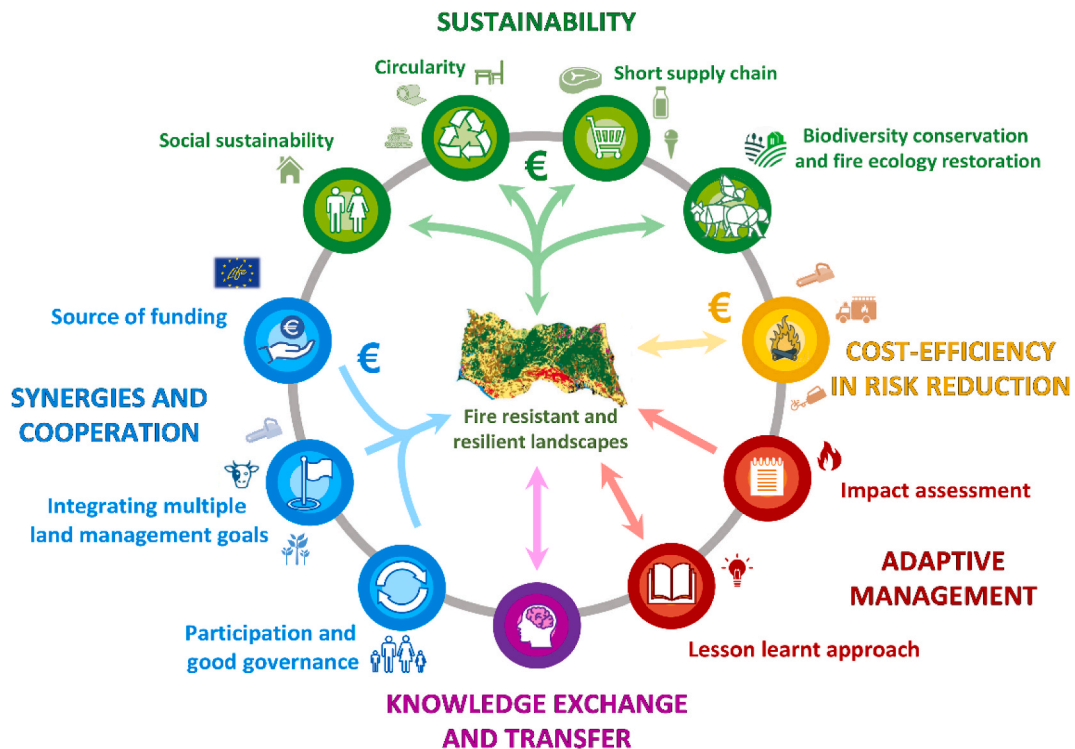 SUSTAINABILITY
Circularity
Short supply chain
Social sustainability
Biodiversity conservation
and fire ecology restoration
€
Life
Source of funding
€
€
€
COST-EFFICIENCY
IN RISK REDUCTION
SYNERGIES AND
COOPERATION
Fire resistant and
resilient landscapes
Integrating multiple
land management goals
Impact assessment
ADAPTIVE
MANAGEMENT
Participation and
good governance
Lesson learnt approach
KNOWLEDGE EXCHANGE
AND TRANSFER